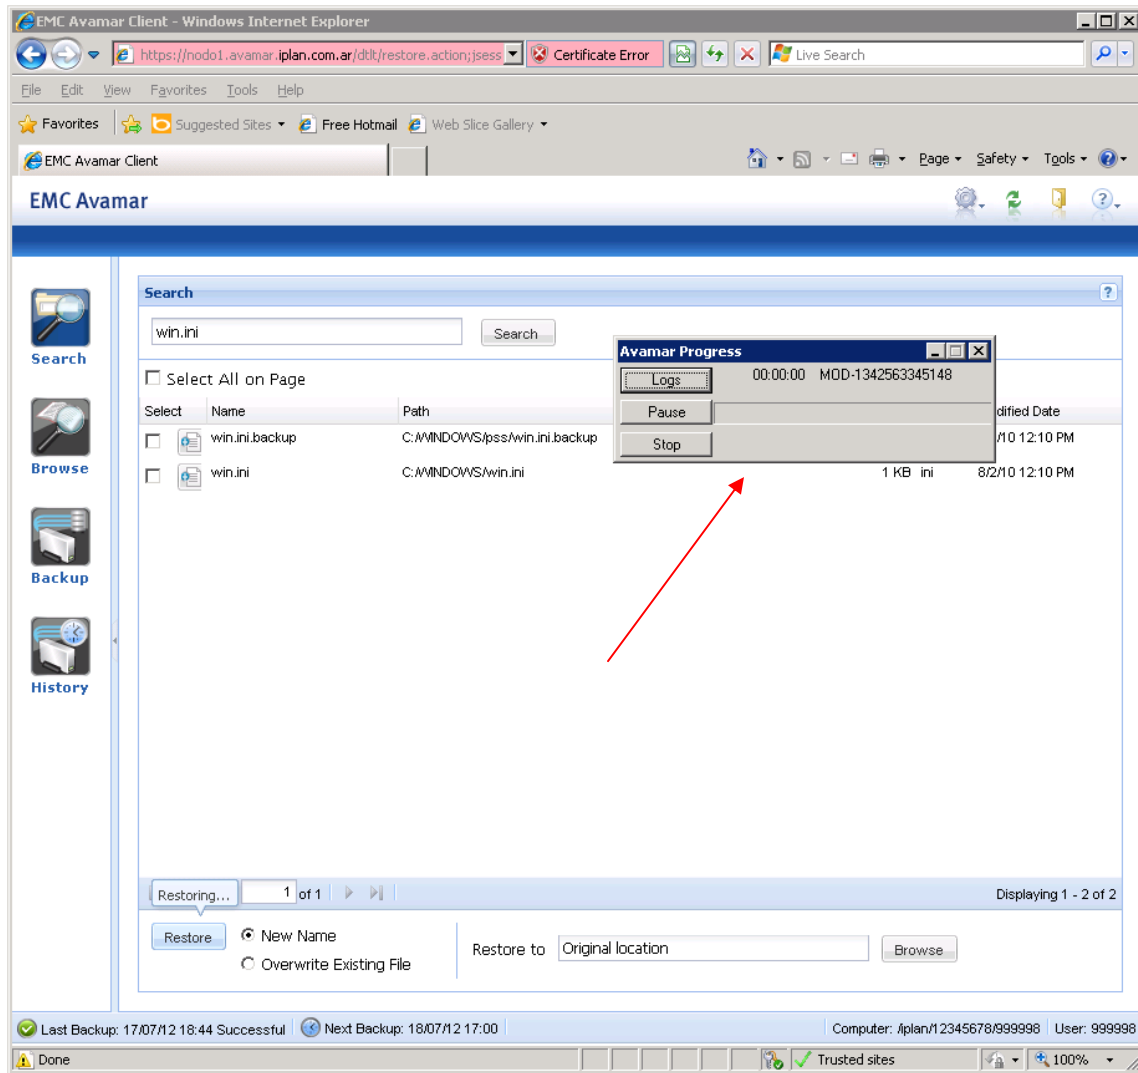 EMC Avamar Client - Windows Internet Explorer
https://nodo1.avamar.iplan.com.ar/dtlt/restore.action;jsess
Certificate Error
Live Search
File Edit View Favorites Tools Help
Favorites
Suggested Sites
Free Hotmail
Web Slice Gallery
EMC Avamar Client
Page
Safety
Tools
EMC Avamar
Search
win.ini
Search
Select All on Page
Select Name Path dified Date
win.ini.backup C:/WINDOWS/pss/win.ini.backup /10 12:10 PM
win.ini C:/WINDOWS/win.ini 1 KB ini 8/2/10 12:10 PM
Avamar Progress
Logs 00:00:00 MOD-1342563345148
Pause
Stop
Search
Browse
Backup
History
Restoring... 1 of 1 Displaying 1 - 2 of 2
Restore
New Name
Overwrite Existing File
Restore to Original location Browse
Last Backup: 17/07/12 18:44 Successful
Next Backup: 18/07/12 17:00
Computer: /iplan/12345678/999998
User: 999998
Done
Trusted sites
100%